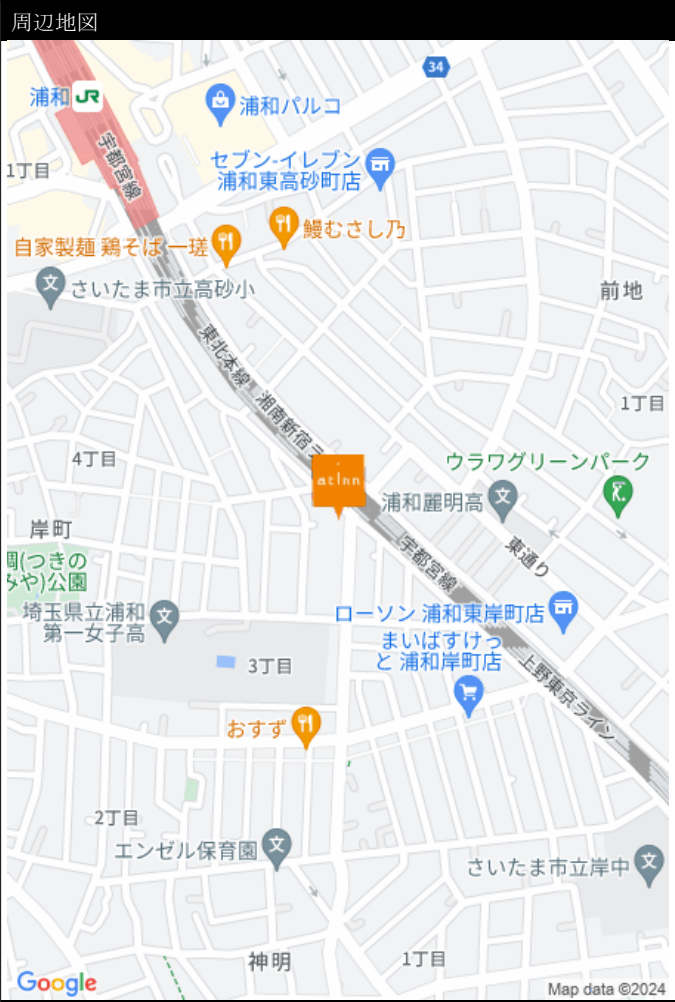 周辺地図
34
浦和
JR
浦和パルコ
宇都宮線
セブン-イレブン
浦和東高砂町店
1丁目
鰻むさし乃
自家製麺 鶏そば 一瑳
さいたま市立高砂小
前地
東北本線
湘南新宿ラ
1丁目
4丁目
ウラワグリーンパーク
at inn
浦和麗明高
岸町
東通り
宇都宮線
調(つきの
みや)公園
埼玉県立浦和
第一女子高
ローソン 浦和東岸町店
まいばすけっ
と 浦和岸町店
3丁目
上野東京ライン
おすず
2丁目
エンゼル保育園
さいたま市立岸中
神明
1丁目
Google
Map data ©2024